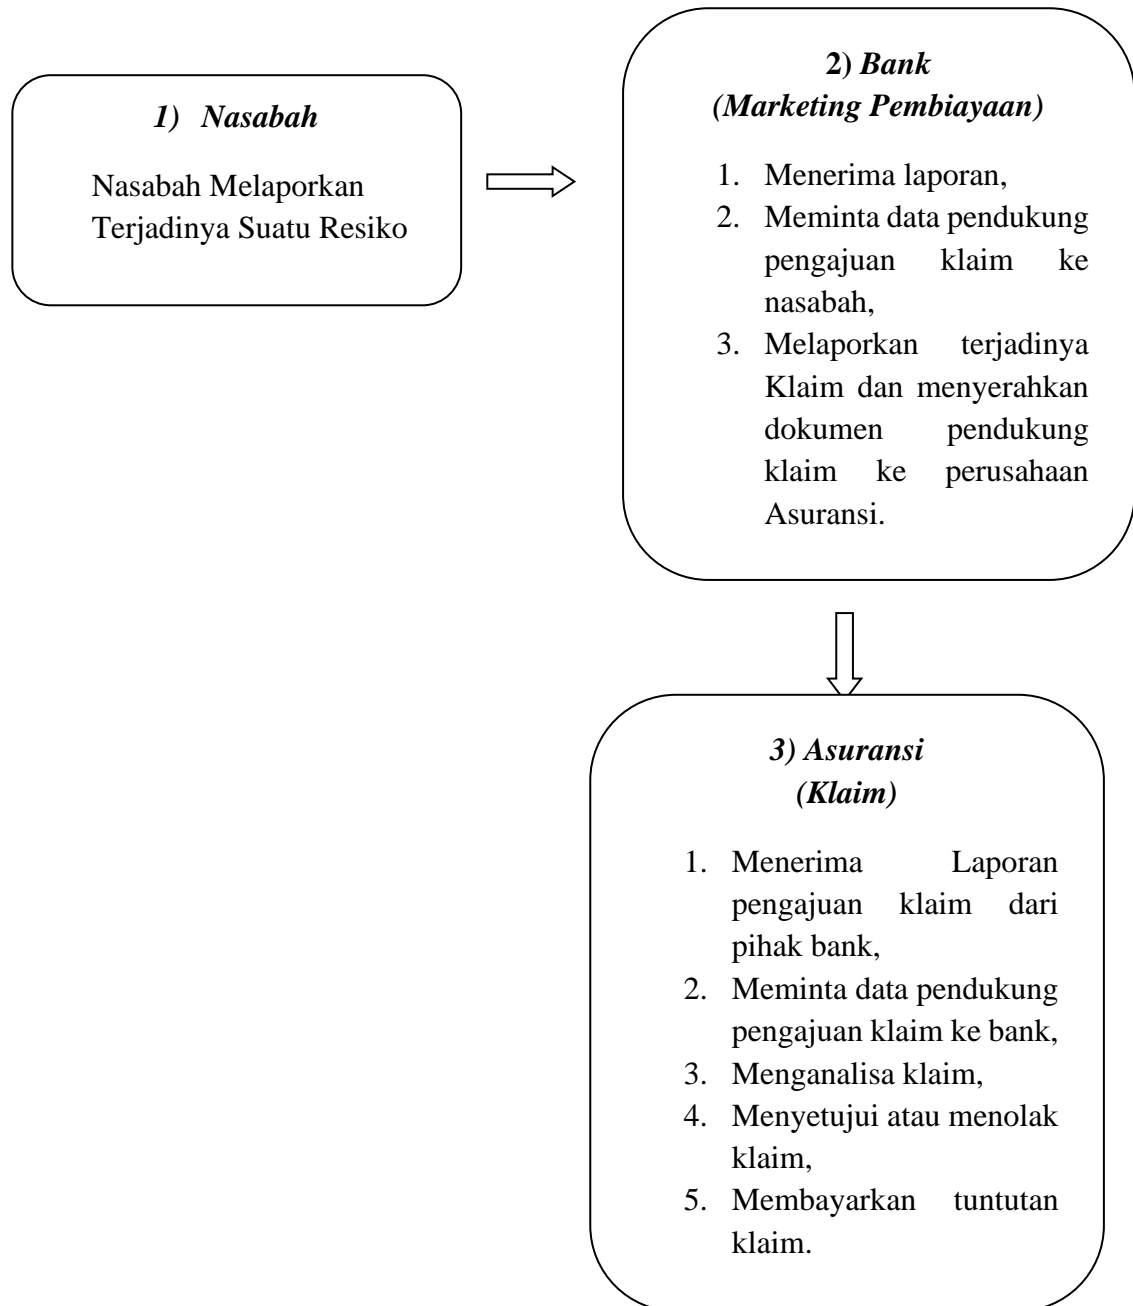 1) Nasabah
Nasabah Melaporkan
Terjadinya Suatu Resiko
2) Bank
(Marketing Pembiayaan)
1. Menerima laporan,
2. Meminta data pendukung
pengajuan klaim ke
nasabah,
3. Melaporkan terjadinya
Klaim dan menyerahkan
dokumen pendukung
klaim ke perusahaan
Asuransi.
3) Asuransi
(Klaim)
1. Menerima Laporan
pengajuan klaim dari
pihak bank,
2. Meminta data pendukung
pengajuan klaim ke bank,
3. Menganalisa klaim,
4. Menyetujui atau menolak
klaim,
5. Membayarkan tuntutan
klaim.